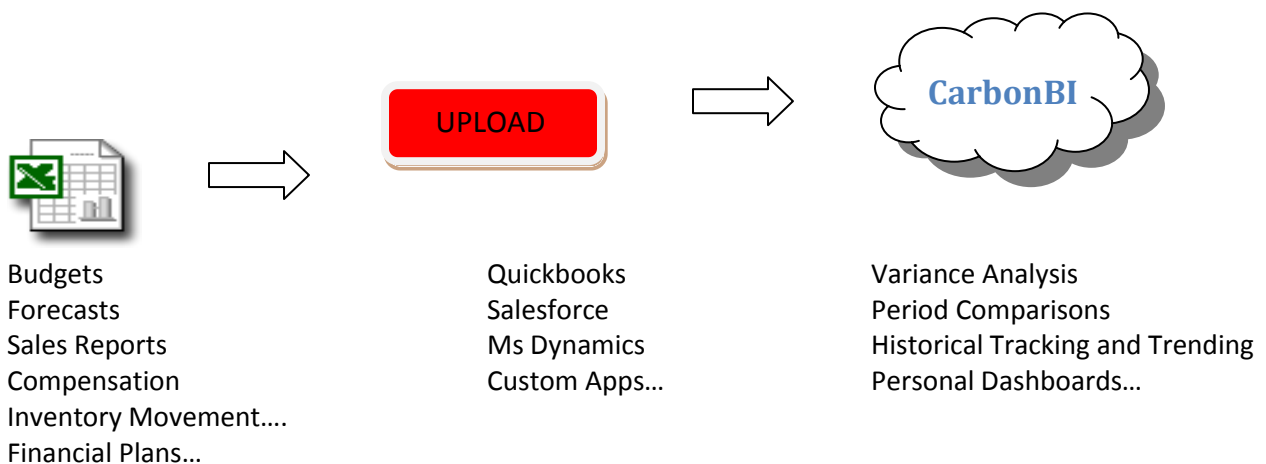 UPLOAD
CarbonBI
Budgets
Forecasts
Sales Reports
Compensation
Inventory Movement….
Financial Plans…
Quickbooks
Salesforce
Ms Dynamics
Custom Apps…
Variance Analysis
Period Comparisons
Historical Tracking and Trending
Personal Dashboards…